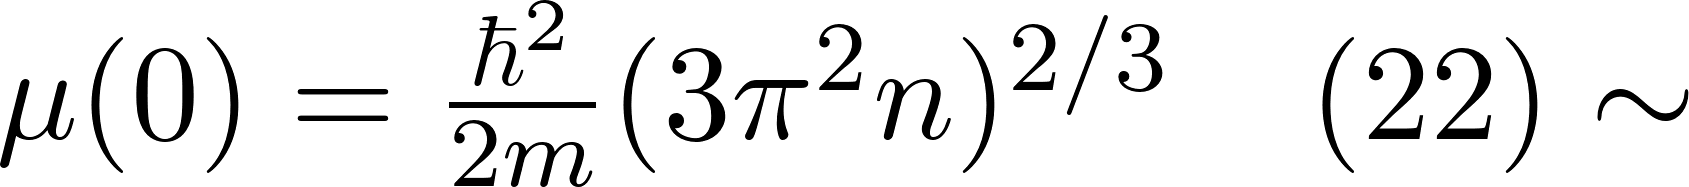 μ(0) = ħ²/2m (3π²n)^{2/3} (22) ~